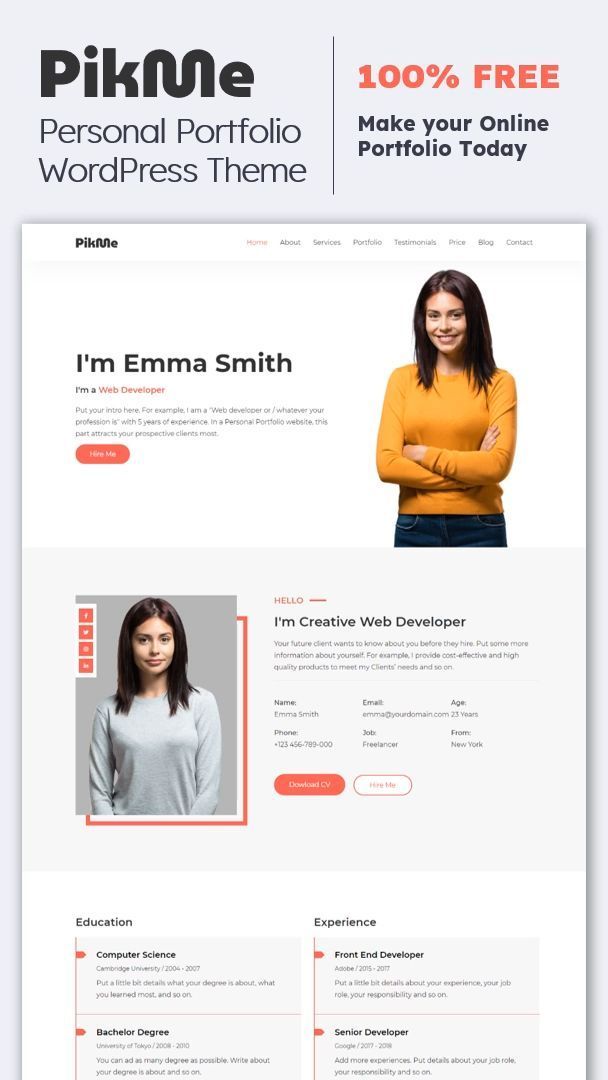 PikMe
Personal Portfolio
WordPress Theme
100% FREE
Make your Online
Portfolio Today
PikMe
Home About Services Portfolio Testimonials Price Blog Contact
I'm Emma Smith
I'm a Web Developer
Put your intro here. For example, I am a "Web developer or / whatever your
profession is" with 5 years of experience. In a Personal Portfolio website, this
part attracts your prospective clients most.
Hire Me
HELLO
I'm Creative Web Developer
Your future client wants to know about you before they hire. Put some more
information about yourself. For example, I provide cost-effective and high
quality products to meet my Clients' needs and so on.
Name: Email: Age:
Emma Smith emma@yourdomain.com 23 Years
Phone: Job: From:
+123 456-789-000 Freelancer New York
Dowload CV Hire Me
Education
Computer Science
Cambridge University / 2004 - 2007
Put a little bit details what your degree is about, what
you learned most, and so on.
Bachelor Degree
University of Tokyo / 2008 - 2010
You can ad as many degree as possible. Write about
your degree is about and so on.
Experience
Front End Developer
Adobe / 2015 - 2017
Put a little bit details about your experience, your job
role, your responsibility and so on.
Senior Developer
Google / 2017 - 2018
Add more experiences. Put details about your job role,
your responsibility and so on.